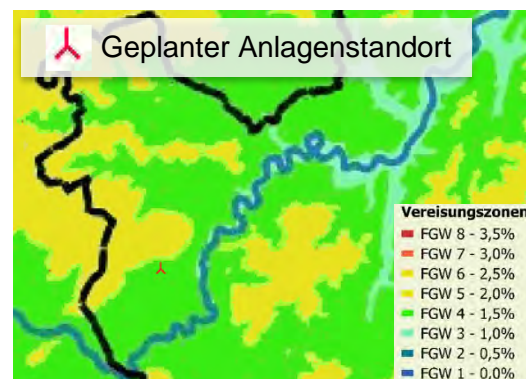 Geplanter Anlagenstandort
Vereisungszonen
FGW 8 - 3,5%
FGW 7 - 3,0%
FGW 6 - 2,5%
FGW 5 - 2,0%
FGW 4 - 1,5%
FGW 3 - 1,0%
FGW 2 - 0,5%
FGW 1 - 0,0%